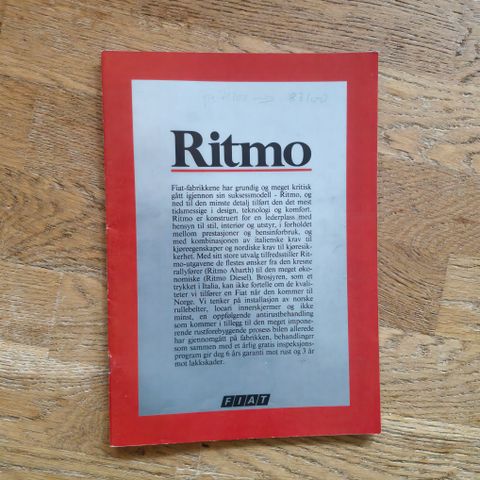 Ritmo
Fiat-fabrikkene har grundig og meget kritisk
gått igjennom sin suksessmodell - Ritmo, og
ned til den minste detalj tilført den det mest
tidsmessige i design, teknologi og komfort.
Ritmo er konstruert for en lederplass med
hensyn til stil, interiør og utstyr, i forholdet
mellom prestasjoner og bensinforbruk, og
med kombinasjonen av italienske krav til
kjøreegenskaper og nordiske krav til kjøresik-
kerhet. Med sitt store utvalg tilfredsstiller Rit-
mo-utgavene de flestes ønsker fra den kresne
rallyfører (Ritmo Abarth) til den meget øko-
nomiske (Ritmo Diesel). Brosjyren, som et
trykket i Italia, kan ikke fortelle om de kvali-
teter vi tilfører en Fiat når den kommer til
Norge. Vi tenker på installasjon av norske
rullebelter, locari innerskjermer og ikke
minst, en oppfølgende antirustbehandling
som kommer i tillegg til den meget impone-
rende rustforebyggende prosess bilen allerede
har gjennomgått på fabrikken, behandlinger
som sammen med et årlig gratis inspeksjons-
program gir deg 6 års garanti mot rust og 3 år
mot lakkskader.
FIAT